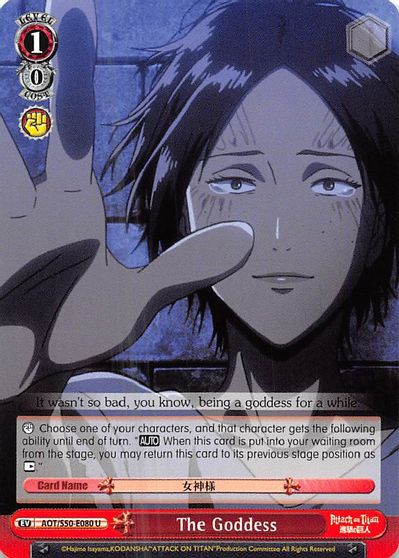 LEVEL
1
0
COST
It wasn't so bad, you know, being a goddess for a while.
Choose one of your characters, and that character gets the following
ability until end of turn. "AUTO When this card is put into your waiting room
from the stage, you may return this card to its previous stage position as
"
Card Name 女神様
EV AOT/S50-E080 U The Goddess Attack on Titan
進撃の巨人
©Hajime Isayama,KODANSHA/"ATTACK ON TITAN"Production Committee All Rights Reserved.